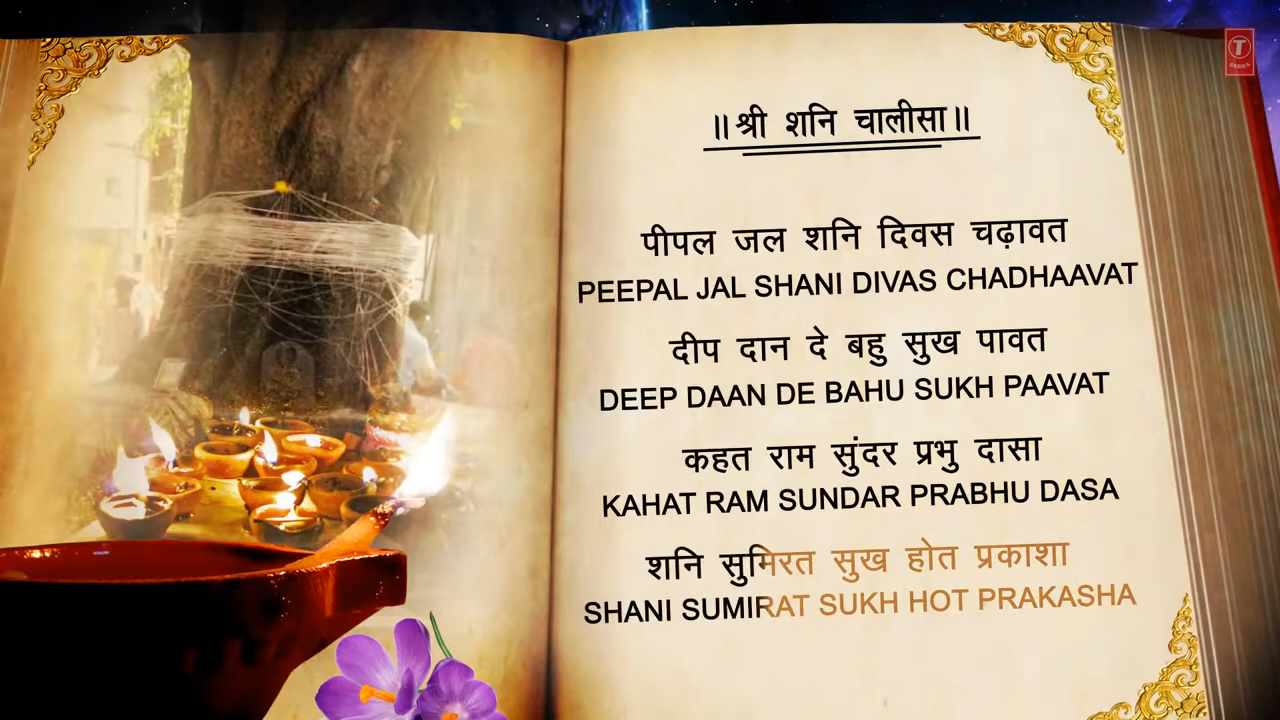 ॥ श्री शनि चालीसा ॥
पीपल जल शनि दिवस चढ़ावत
PEEPAL JAL SHANI DIVAS CHADHAAVAT
दीप दान दे बहु सुख पावत
DEEP DAAN DE BAHU SUKH PAAVAT
कहत राम सुंदर प्रभु दासा
KAHAT RAM SUNDAR PRABHU DASA
शनि सुमिरत सुख होत प्रकाशा
SHANI SUMIRAT SUKH HOT PRAKASHA
T
SERIES